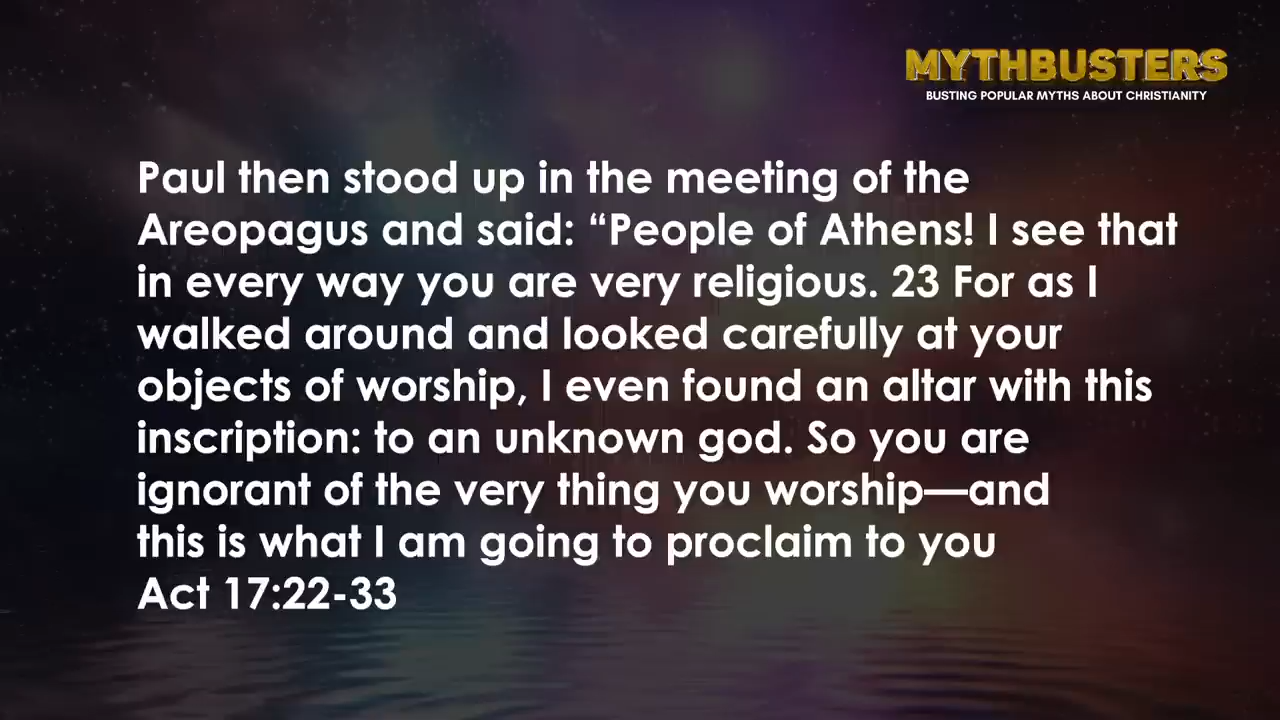 MYTHBUSTERS
BUSTING POPULAR MYTHS ABOUT CHRISTIANITY
Paul then stood up in the meeting of the
Areopagus and said: “People of Athens! I see that
in every way you are very religious. 23 For as I
walked around and looked carefully at your
objects of worship, I even found an altar with this
inscription: to an unknown god. So you are
ignorant of the very thing you worship—and
this is what I am going to proclaim to you
Act 17:22-33